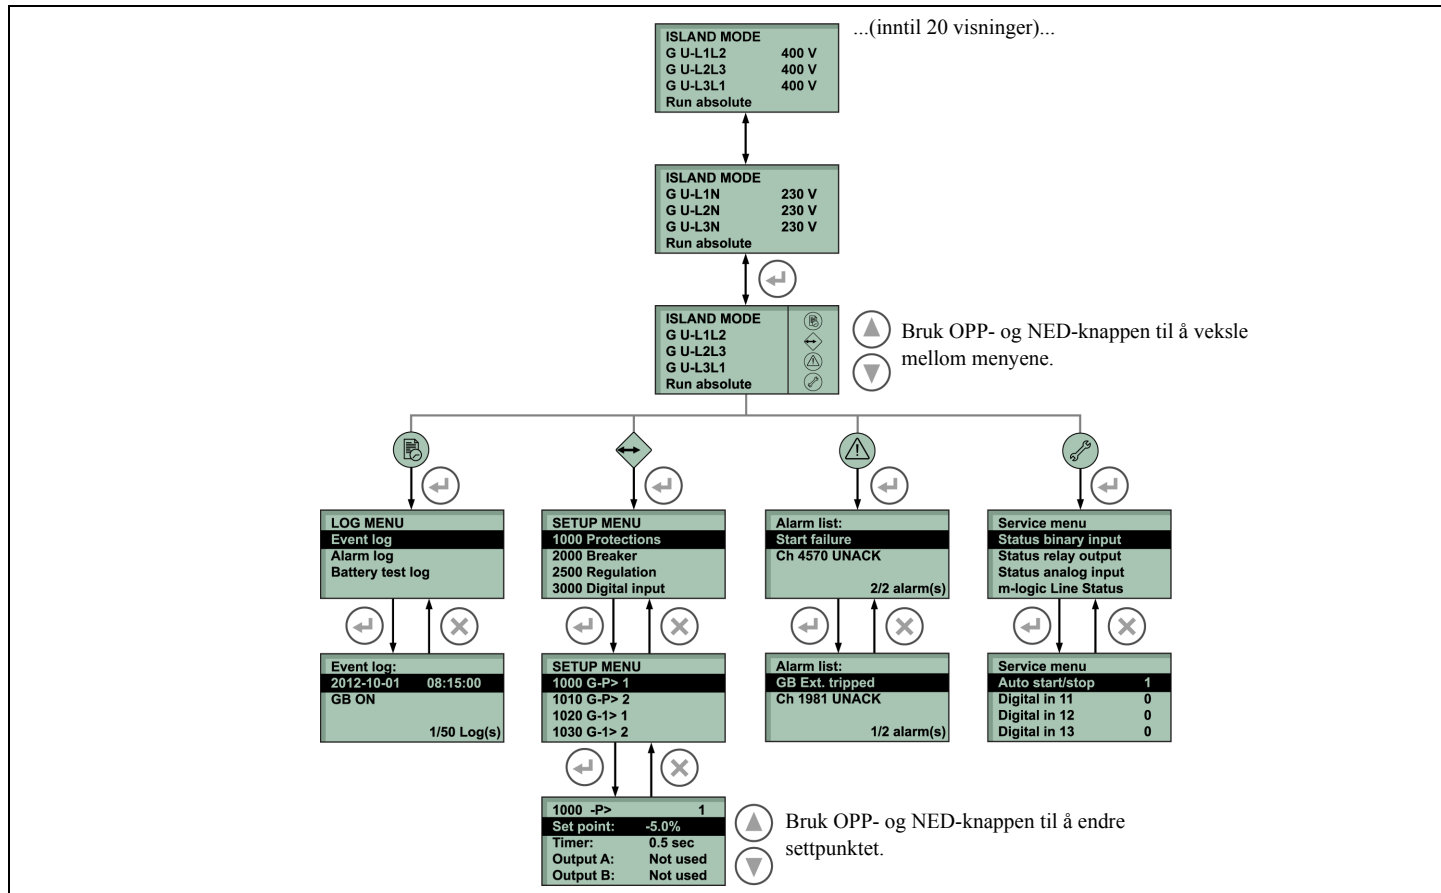 ...(inntil 20 visninger)...
ISLAND MODE
G U-L1L2 400 V
G U-L2L3 400 V
G U-L3L1 400 V
Run absolute
ISLAND MODE
G U-L1N 230 V
G U-L2N 230 V
G U-L3N 230 V
Run absolute
ISLAND MODE
G U-L1L2
G U-L2L3
G U-L3L1
Run absolute
Bruk OPP- og NED-knappen til å veksle
mellom menyene.
LOG MENU
Event log
Alarm log
Battery test log
SETUP MENU
1000 Protections
2000 Breaker
2500 Regulation
3000 Digital input
Alarm list:
Start failure
Ch 4570 UNACK
2/2 alarm(s)
Service menu
Status binary input
Status relay output
Status analog input
m-logic Line Status
Event log:
2012-10-01 08:15:00
GB ON
1/50 Log(s)
SETUP MENU
1000 G-P> 1
1010 G-P> 2
1020 G-1> 1
1030 G-1> 2
Alarm list:
GB Ext. tripped
Ch 1981 UNACK
1/2 alarm(s)
Service menu
Auto start/stop 1
Digital in 11 0
Digital in 12 0
Digital in 13 0
1000 -P> 1
Set point: -5.0%
Timer: 0.5 sec
Output A: Not used
Output B: Not used
Bruk OPP- og NED-knappen til å endre
settpunktet.